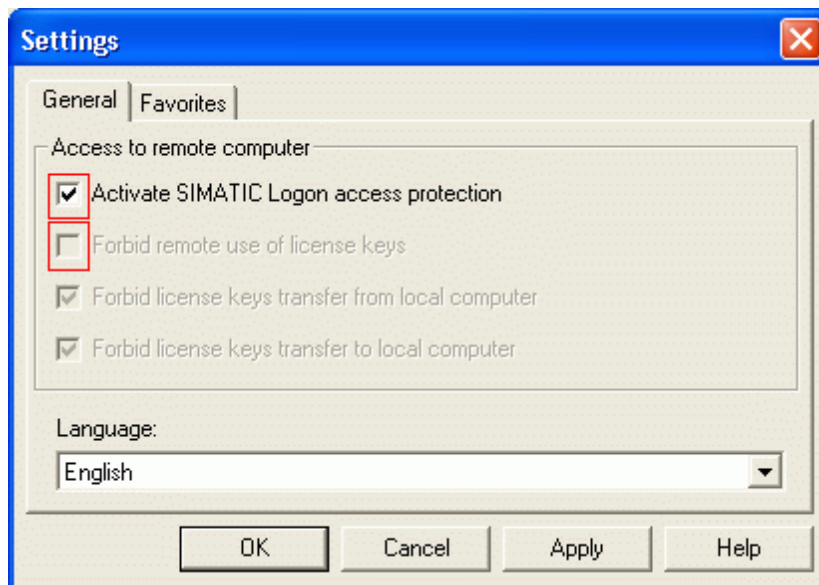 Settings
General
Favorites
Access to remote computer
Activate SIMATIC Logon access protection
Forbid remote use of license keys
Forbid license keys transfer from local computer
Forbid license keys transfer to local computer
Language:
English
OK
Cancel
Apply
Help